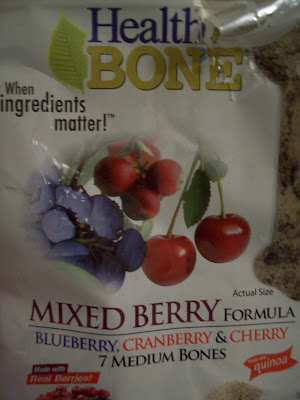 Health
BONE®
When
ingredients
matter!™
Actual Size
MIXED BERRY FORMULA
BLUEBERRY, CRANBERRY & CHERRY
7 MEDIUM BONES
Made with
Real Berries!
quinoa